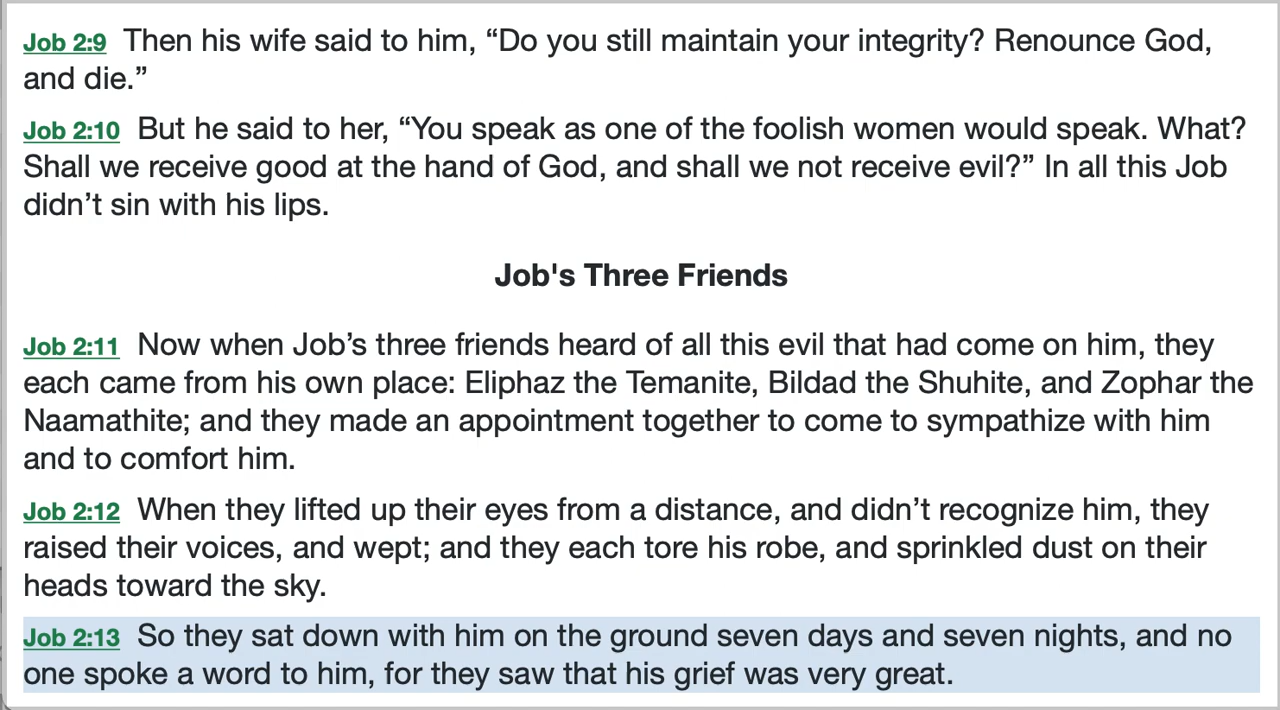 Job 2:9 Then his wife said to him, “Do you still maintain your integrity? Renounce God,
and die.”
Job 2:10 But he said to her, “You speak as one of the foolish women would speak. What?
Shall we receive good at the hand of God, and shall we not receive evil?” In all this Job
didn’t sin with his lips.
Job's Three Friends
Job 2:11 Now when Job’s three friends heard of all this evil that had come on him, they
each came from his own place: Eliphaz the Temanite, Bildad the Shuhite, and Zophar the
Naamathite; and they made an appointment together to come to sympathize with him
and to comfort him.
Job 2:12 When they lifted up their eyes from a distance, and didn’t recognize him, they
raised their voices, and wept; and they each tore his robe, and sprinkled dust on their
heads toward the sky.
Job 2:13 So they sat down with him on the ground seven days and seven nights, and no
one spoke a word to him, for they saw that his grief was very great.